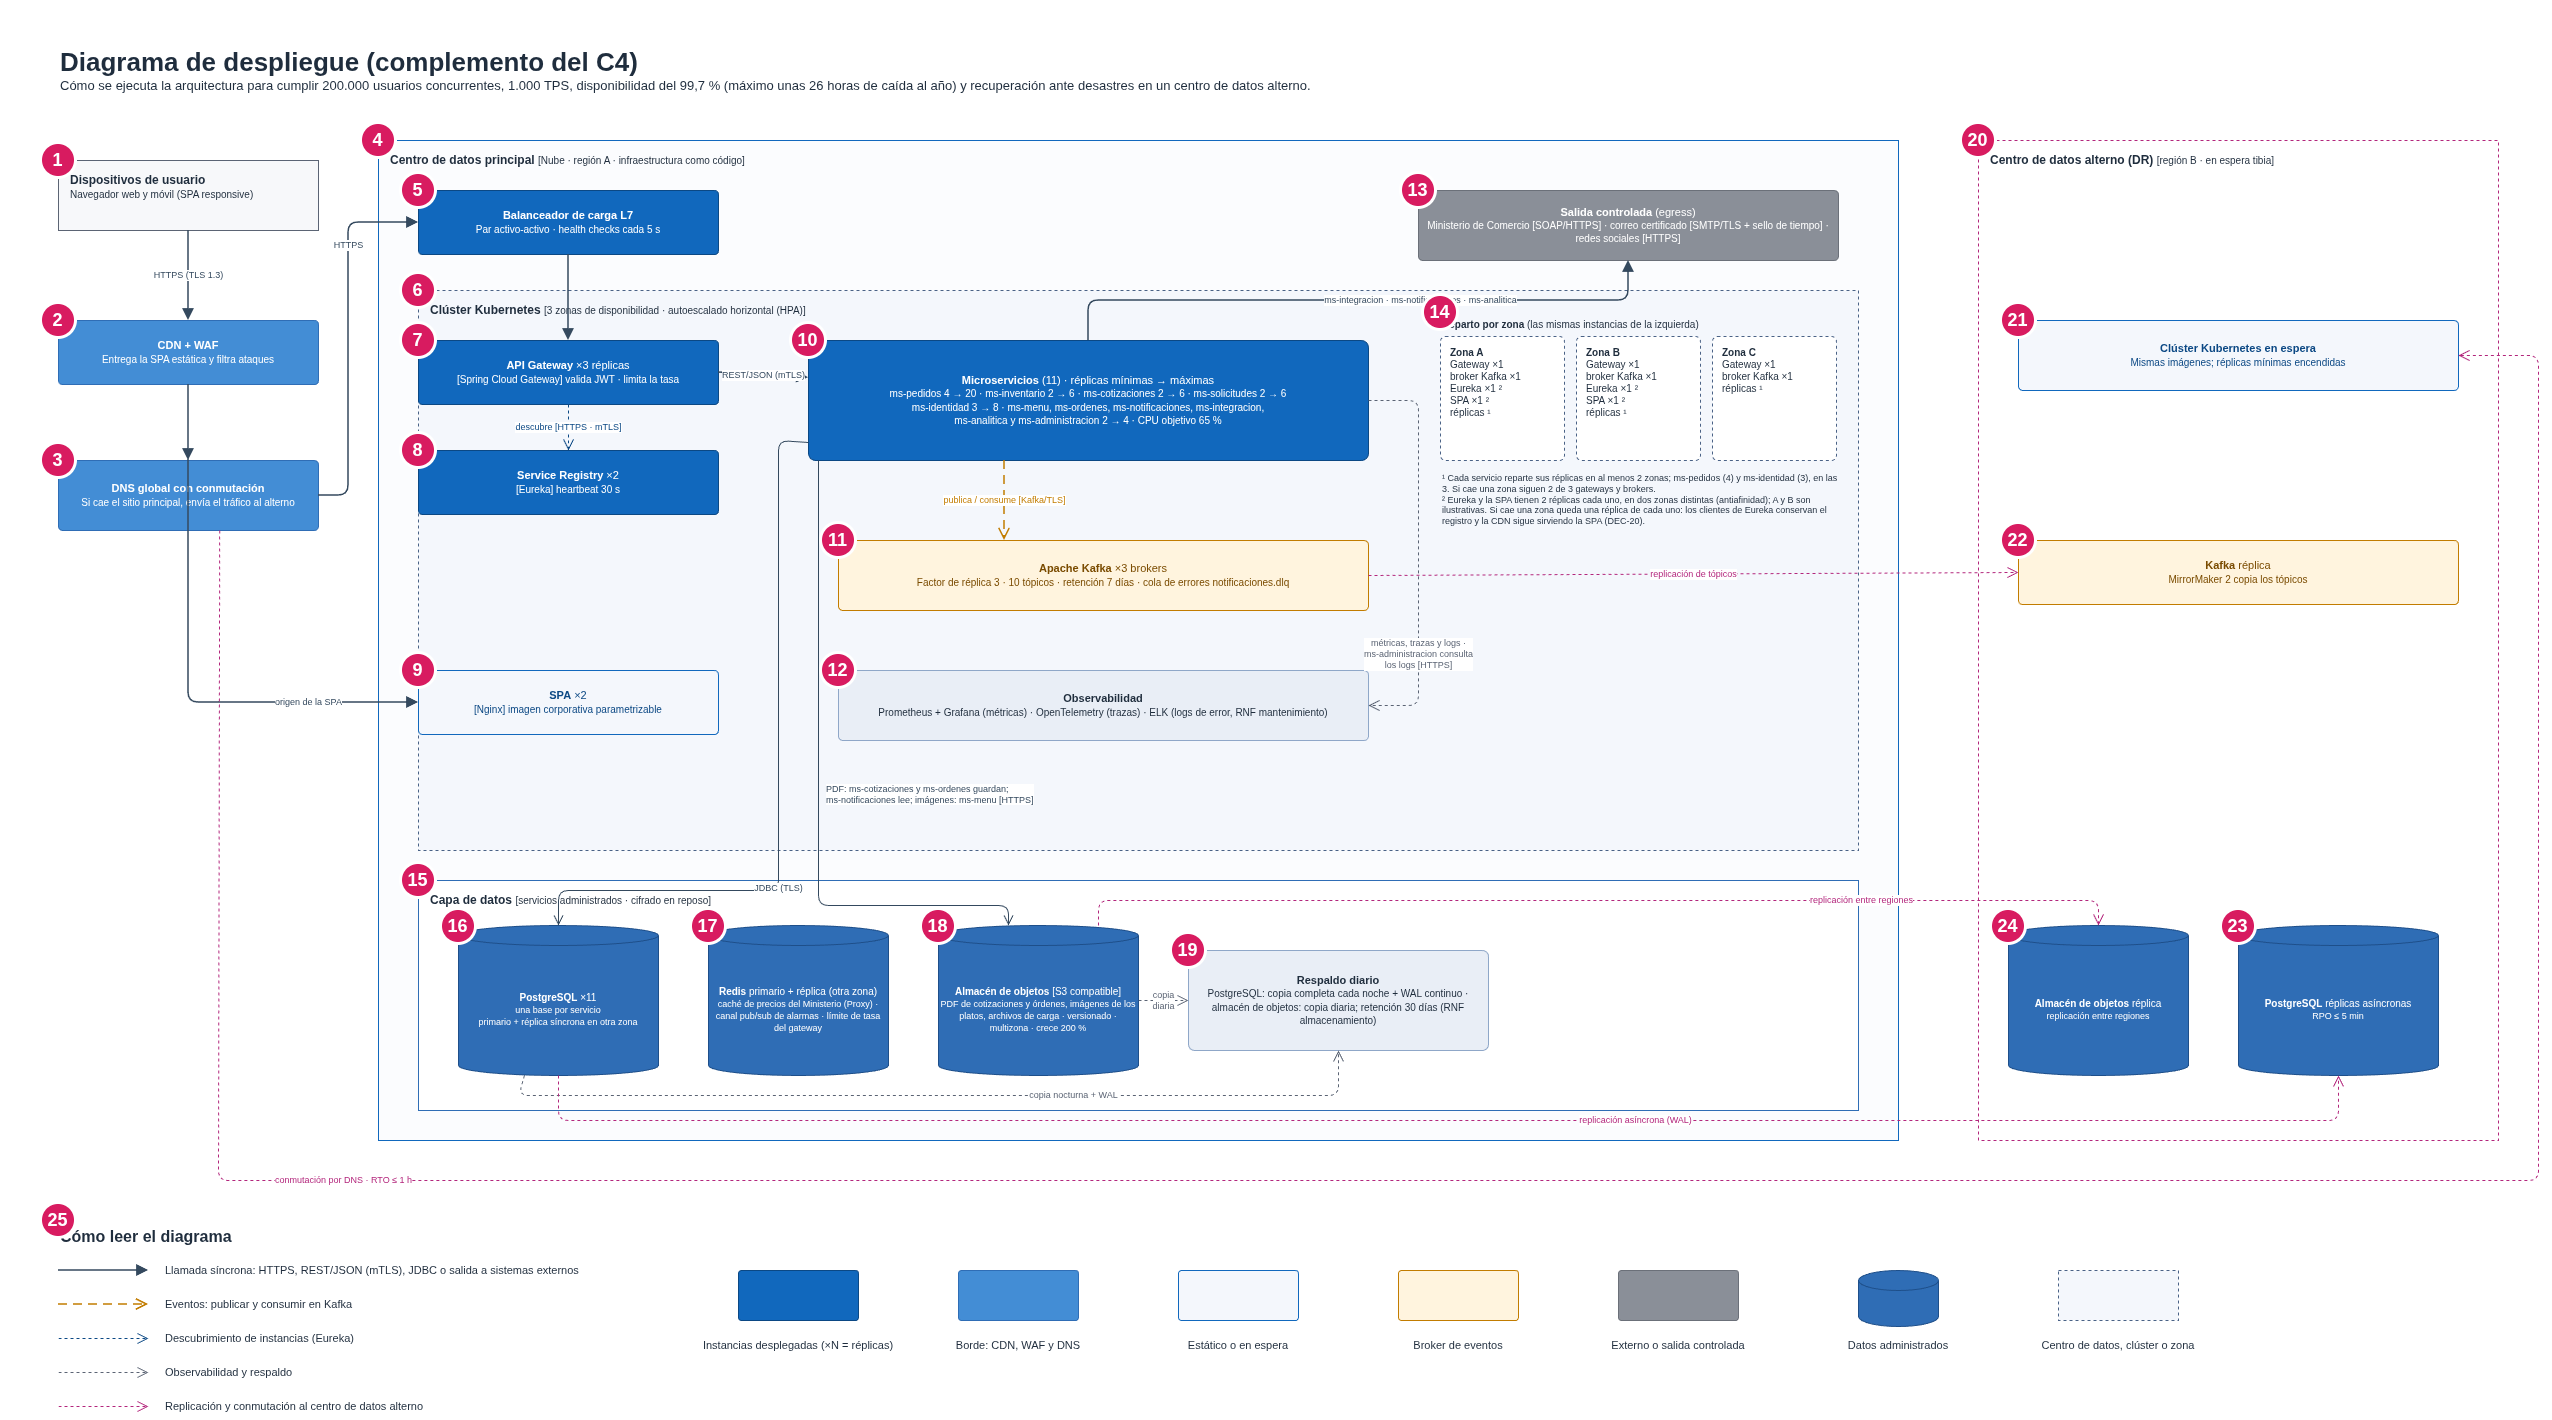 Diagrama de despliegue (complemento del C4)
Cómo se ejecuta la arquitectura para cumplir 200.000 usuarios concurrentes, 1.000 TPS, disponibilidad del 99,7 % (máximo unas 26 horas de caída al año) y recuperación ante desastres en un centro de datos alterno.
1
Dispositivos de usuario
Navegador web y móvil (SPA responsive)
HTTPS (TLS 1.3)
2
CDN + WAF
Entrega la SPA estática y filtra ataques
3
DNS global con conmutación
Si cae el sitio principal, envía el tráfico al alterno
HTTPS
origen de la SPA
4
Centro de datos principal [Nube · región A · infraestructura como código]
5
Balanceador de carga L7
Par activo-activo · health checks cada 5 s
6
Clúster Kubernetes [3 zonas de disponibilidad · autoescalado horizontal (HPA)]
7
API Gateway ×3 réplicas
[Spring Cloud Gateway] valida JWT · limita la tasa
REST/JSON (mTLS)
descubre [HTTPS · mTLS]
8
Service Registry ×2
[Eureka] heartbeat 30 s
9
SPA ×2
[Nginx] imagen corporativa parametrizable
10
Microservicios (11) · réplicas mínimas → máximas
ms-pedidos 4 → 20 · ms-inventario 2 → 6 · ms-cotizaciones 2 → 6 · ms-solicitudes 2 → 6
ms-identidad 3 → 8 · ms-menu, ms-ordenes, ms-notificaciones, ms-integracion,
ms-analitica y ms-administracion 2 → 4 · CPU objetivo 65 %
publica / consume [Kafka/TLS]
11
Apache Kafka ×3 brokers
Factor de réplica 3 · 10 tópicos · retención 7 días · cola de errores notificaciones.dlq
12
Observabilidad
Prometheus + Grafana (métricas) · OpenTelemetry (trazas) · ELK (logs de error, RNF mantenimiento)
métricas, trazas y logs ·
ms-administracion consulta
los logs [HTTPS]
PDF: ms-cotizaciones y ms-ordenes guardan;
ms-notificaciones lee; imágenes: ms-menu [HTTPS]
13
Salida controlada (egress)
Ministerio de Comercio [SOAP/HTTPS] · correo certificado [SMTP/TLS + sello de tiempo] ·
redes sociales [HTTPS]
ms-integracion · · ms-analitica
14
por zona (las mismas instancias de la izquierda)
Zona A
Gateway ×1
broker Kafka ×1
Eureka ×1 ²
SPA ×1 ²
réplicas ¹
Zona B
Gateway ×1
broker Kafka ×1
Eureka ×1 ²
SPA ×1 ²
réplicas ¹
Zona C
Gateway ×1
broker Kafka ×1
réplicas ¹
¹ Cada servicio reparte sus réplicas en al menos 2 zonas; ms-pedidos (4) y ms-identidad (3), en las
3. Si cae una zona siguen 2 de 3 gateways y brokers.
² Eureka y la SPA tienen 2 réplicas cada uno, en dos zonas distintas (antiafinidad); A y B son
ilustrativas. Si cae una zona queda una réplica de cada uno: los clientes de Eureka conservan el
registro y la CDN sigue sirviendo la SPA (DEC-20).
replicación de tópicos
15
Capa de datos [servicios administrados · cifrado en reposo]
JDBC (TLS)
16
PostgreSQL ×11
una base por servicio
primario + réplica síncrona en otra zona
17
Redis primario + réplica (otra zona)
caché de precios del Ministerio (Proxy) ·
canal pub/sub de alarmas · límite de tasa
del gateway
18
Almacén de objetos [S3 compatible]
PDF de cotizaciones y órdenes, imágenes de los
platos, archivos de carga · versionado ·
multizona · crece 200 %
copia
diaria
19
Respaldo diario
PostgreSQL: copia completa cada noche + WAL continuo ·
almacén de objetos: copia diaria; retención 30 días (RNF
almacenamiento)
copia nocturna + WAL
replicación asíncrona (WAL)
replicación entre regiones
conmutación por DNS · RTO ≤ 1 h
20
Centro de datos alterno (DR) [región B · en espera tibia]
21
Clúster Kubernetes en espera
Mismas imágenes; réplicas mínimas encendidas
22
Kafka réplica
MirrorMaker 2 copia los tópicos
24
Almacén de objetos réplica
replicación entre regiones
23
PostgreSQL réplicas asíncronas
RPO ≤ 5 min
25
Cómo leer el diagrama
Llamada síncrona: HTTPS, REST/JSON (mTLS), JDBC o salida a sistemas externos
Eventos: publicar y consumir en Kafka
Descubrimiento de instancias (Eureka)
Observabilidad y respaldo
Replicación y conmutación al centro de datos alterno
Instancias desplegadas (×N = réplicas)
Borde: CDN, WAF y DNS
Estático o en espera
Broker de eventos
Externo o salida controlada
Datos administrados
Centro de datos, clúster o zona